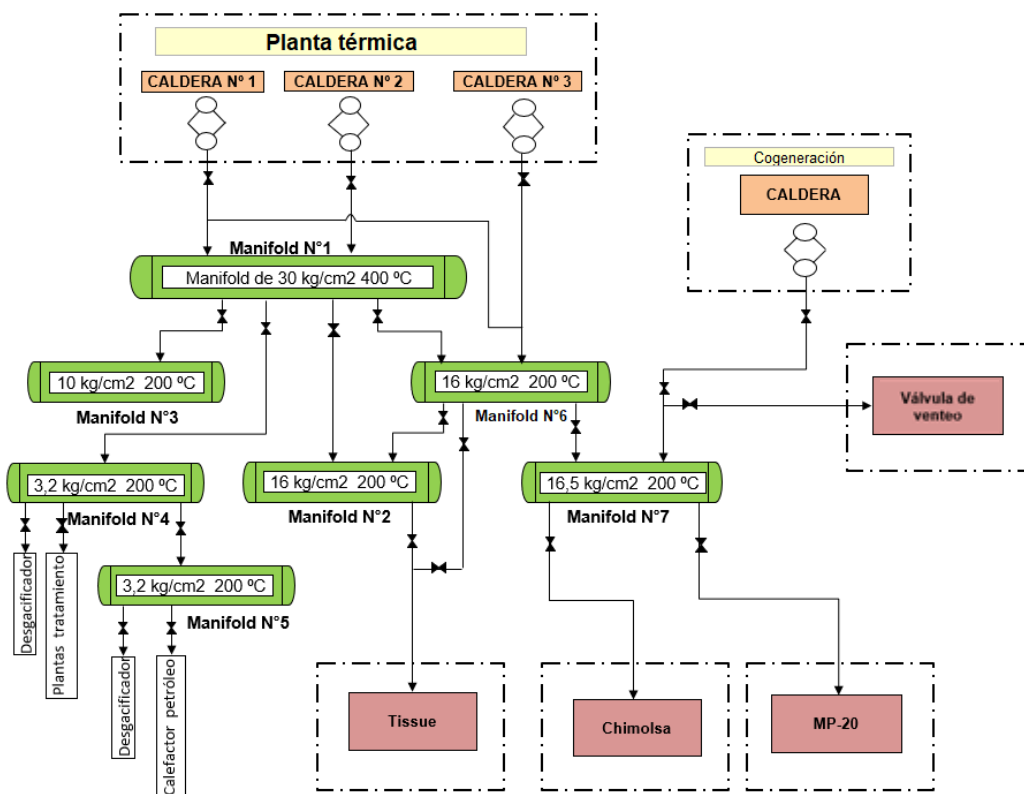 Planta térmica
CALDERA Nº 1
CALDERA Nº 2
CALDERA Nº 3
Cogeneración
CALDERA
Manifold N°1
Manifold de 30 kg/cm2 400 ºC
10 kg/cm2 200 ºC
Manifold N°3
16 kg/cm2 200 ºC
Manifold N°6
Válvula de
venteo
3,2 kg/cm2 200 ºC
Manifold N°4
16 kg/cm2 200 ºC
Manifold N°2
16,5 kg/cm2 200 ºC
Manifold N°7
Desgacificador
Plantas tratamiento
3,2 kg/cm2 200 ºC
Manifold N°5
Desgacificador
Calefactor petróleo
Tissue
Chimolsa
MP-20